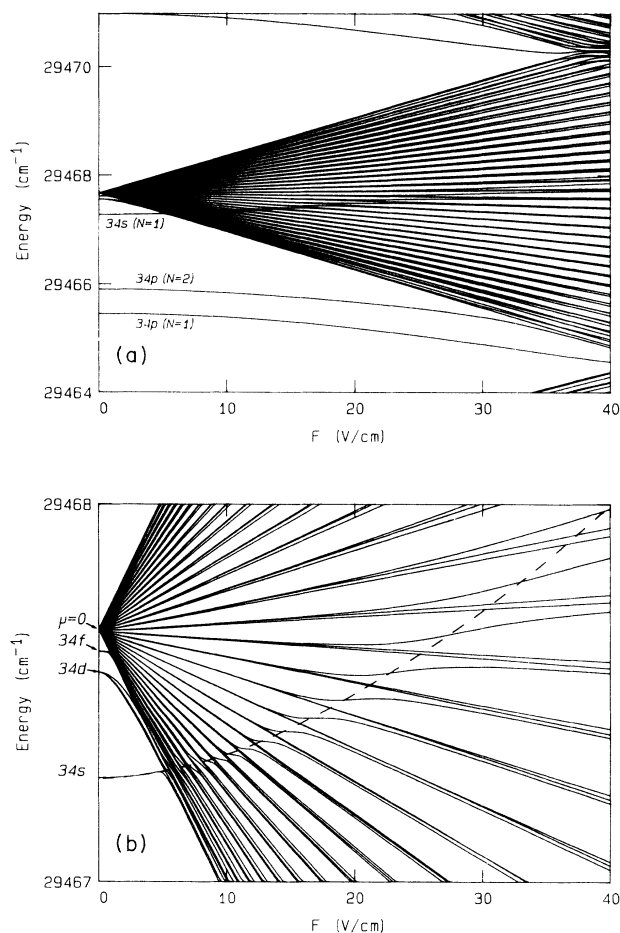 29470
29468
29466
29464
Energy (cm⁻¹)
34s (N=1)
34p (N=2)
34p (N=1)
(a)
0 10 20 30 40
F (V/cm)
29468
μ=0
34f
34d
34s
Energy (cm⁻¹)
(b)
29467
0 10 20 30 40
F (V/cm)